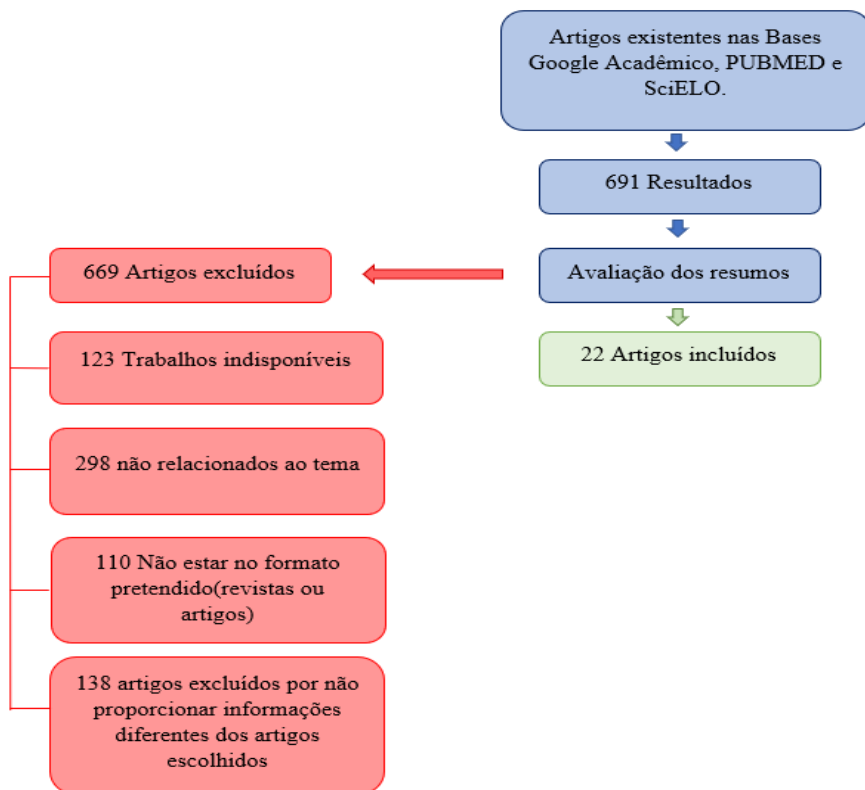 Artigos existentes nas Bases
Google Acadêmico, PUBMED e
SciELO.
691 Resultados
Avaliação dos resumos
22 Artigos incluídos
669 Artigos excluídos
123 Trabalhos indisponíveis
298 não relacionados ao tema
110 Não estar no formato
pretendido(revistas ou
artigos)
138 artigos excluídos por não
proporcionar informações
diferentes dos artigos
escolhidos